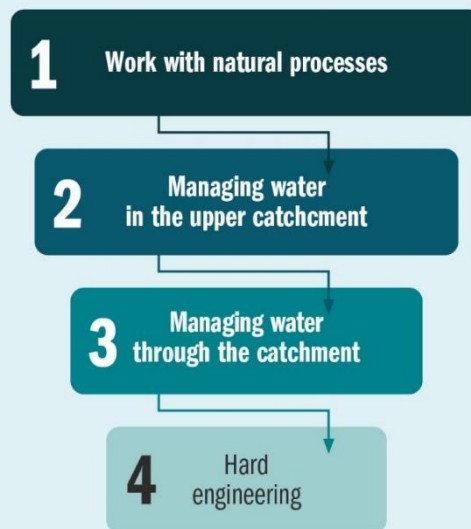 1 Work with natural processes
2 Managing water
in the upper catchcment
3 Managing water
through the catchment
4 Hard
engineering